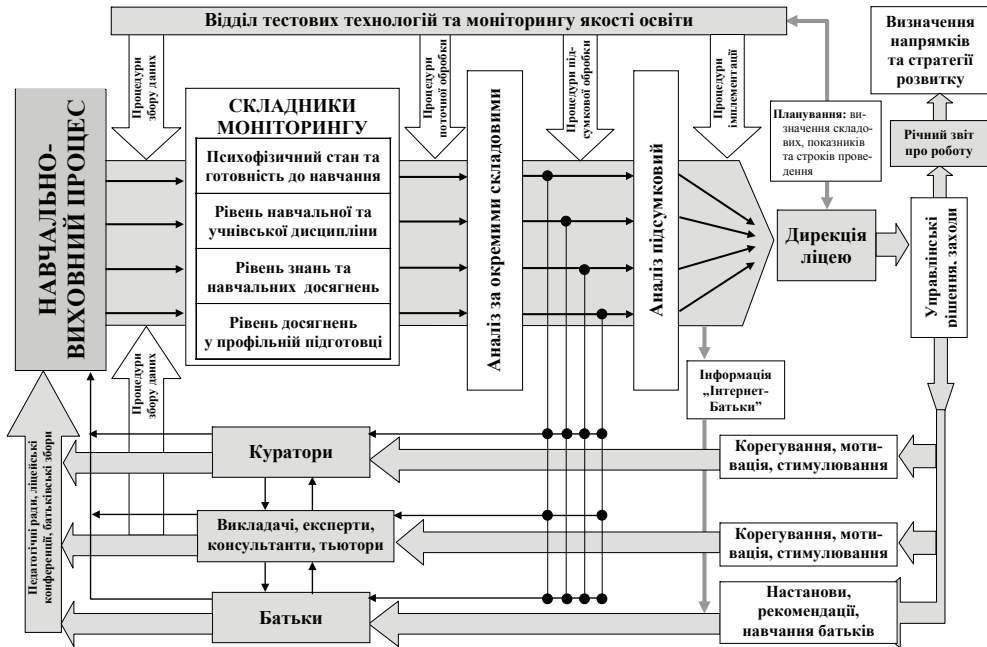 Відділ тестових технологій та моніторингу якості освіти
Визначення
напрямків
та стратегії
розвитку
Процедури
збору даних
Процедури
поточної обробки
Процедури під-
сумкової обробки
Процедури
імплементації
НАВЧАЛЬНО-
ВИХОВНИЙ ПРОЦЕС
СКЛАДНИКИ
МОНІТОРИНГУ
Психофізичний стан та
готовність до навчання
Рівень навчальної та
учнівської дисципліни
Рівень знань та
навчальних досягнень
Рівень досягнень
у профільній підготовці
Аналіз за окремими складовими
Аналіз підсумковий
Планування: ви-
значення складо-
вих, показників
та строків прове-
дення
Річний звіт
про роботу
Дирекція
ліцею
Управлінські
рішення, заходи
Процедури
збору даних
Інформація
„Інтернет-
Батьки”
Педагогічні ради, ліцейські
конференції, батьківські збори
Куратори
Корегування, моти-
вація, стимулювання
Викладачі, експерти,
консультанти, тьютори
Корегування, моти-
вація, стимулювання
Батьки
Настанови,
рекомендації,
навчання батьків